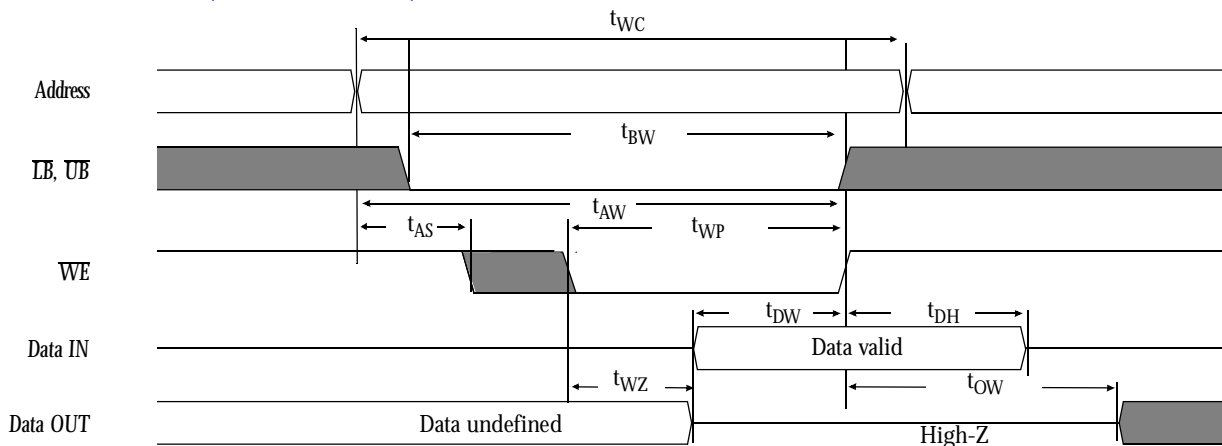 tWC
Address
tBW
LB, UB
tAW
tAS
tWP
WE
tDW
tDH
Data IN
Data valid
tWZ
tOW
Data OUT
Data undefined
High-Z